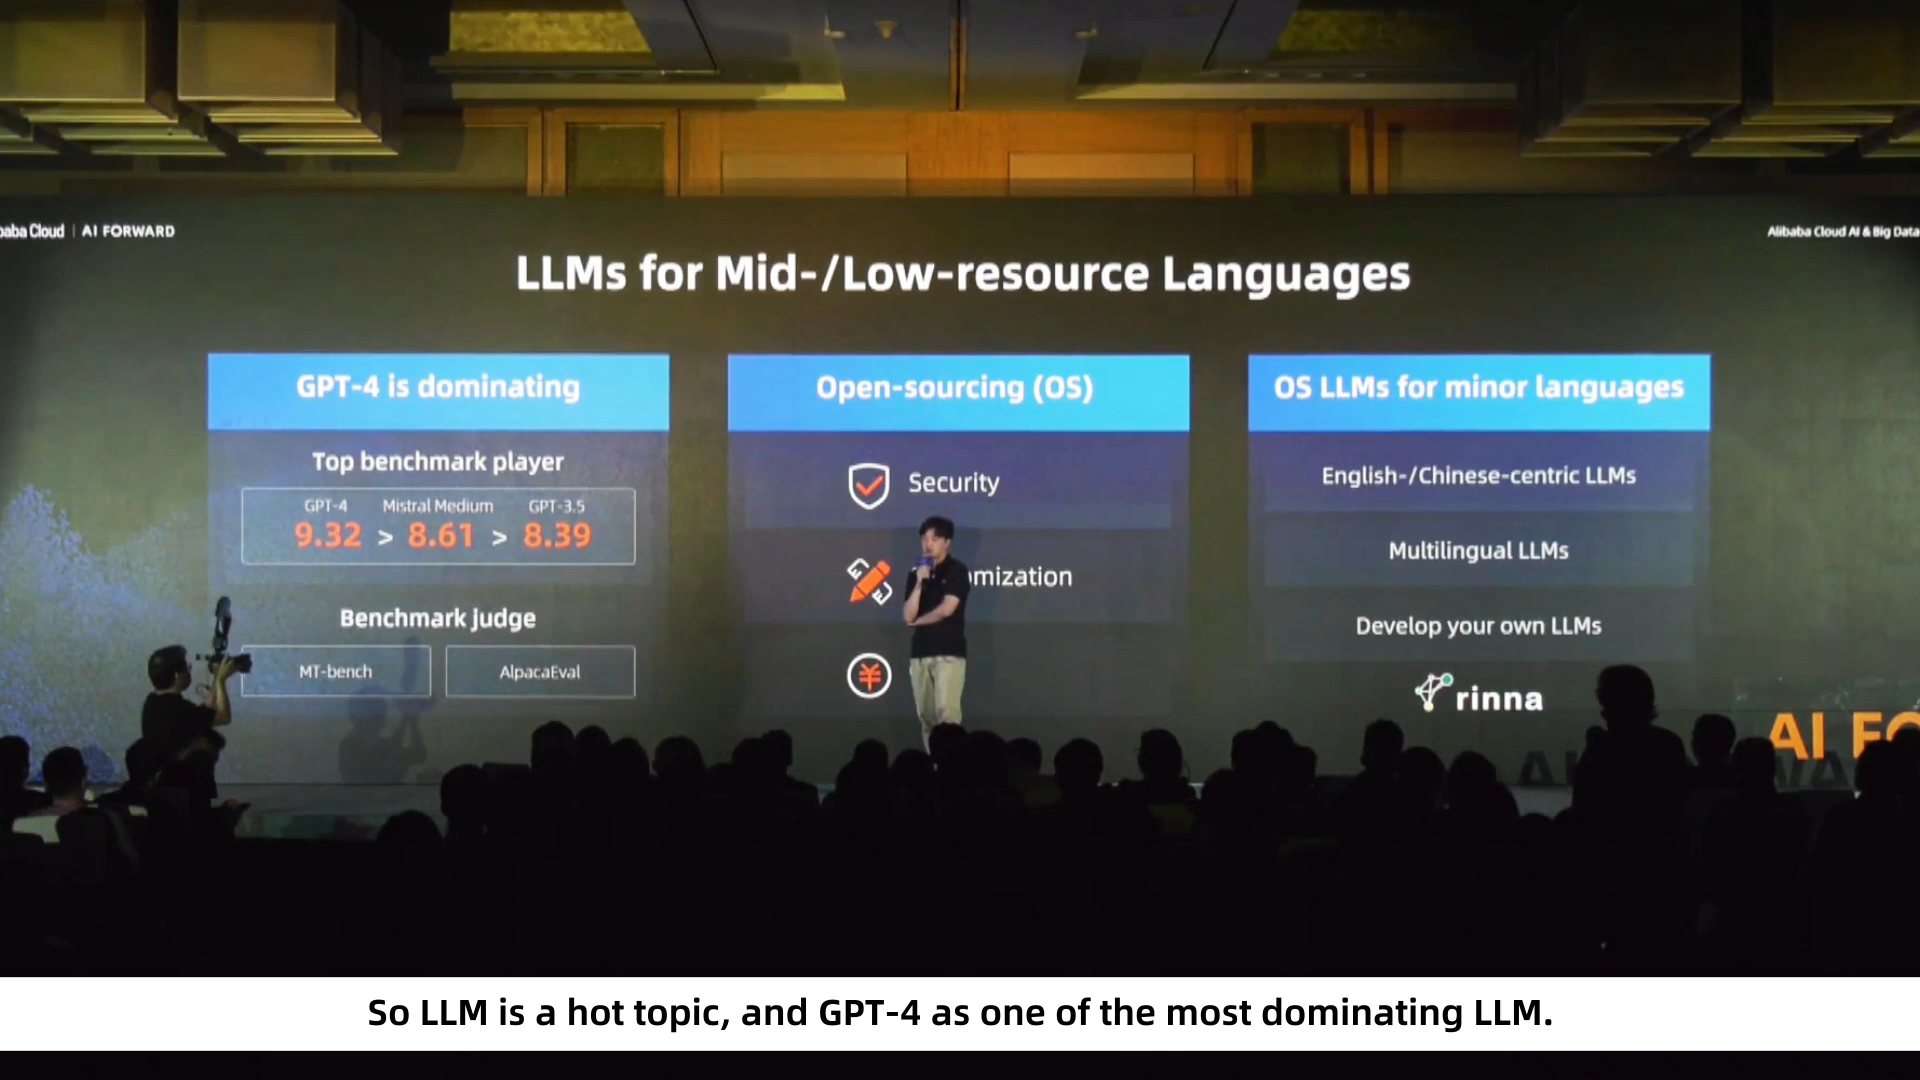 baba Cloud | AI FORWARD
Alibaba Cloud AI & Big Data
LLMs for Mid-/Low-resource Languages
GPT-4 is dominating
Top benchmark player
GPT-4 Mistral Medium GPT-3.5
9.32 > 8.61 > 8.39
Benchmark judge
MT-bench AlpacaEval
Open-sourcing (OS)
Security
omization
OS LLMs for minor languages
English-/Chinese-centric LLMs
Multilingual LLMs
Develop your own LLMs
rinna
AI FO
So LLM is a hot topic, and GPT-4 as one of the most dominating LLM.